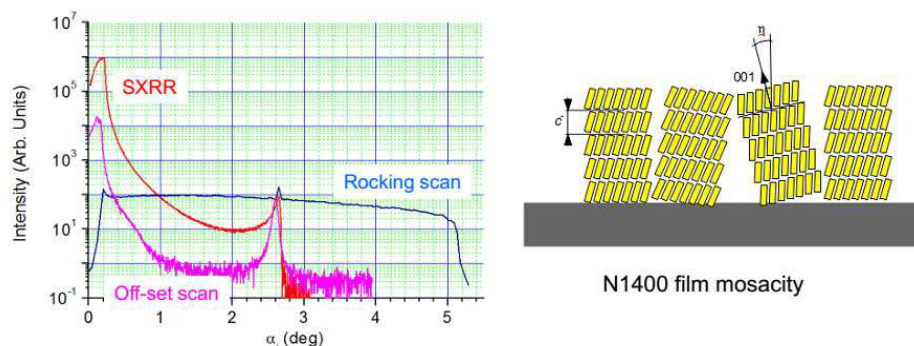 10^7
10^5
10^3
10^1
10^-1
Intensity (Arb. Units)
SXRR
Rocking scan
Off-set scan
0 1 2 3 4 5
(deg)
η
001
N1400 film mosacity